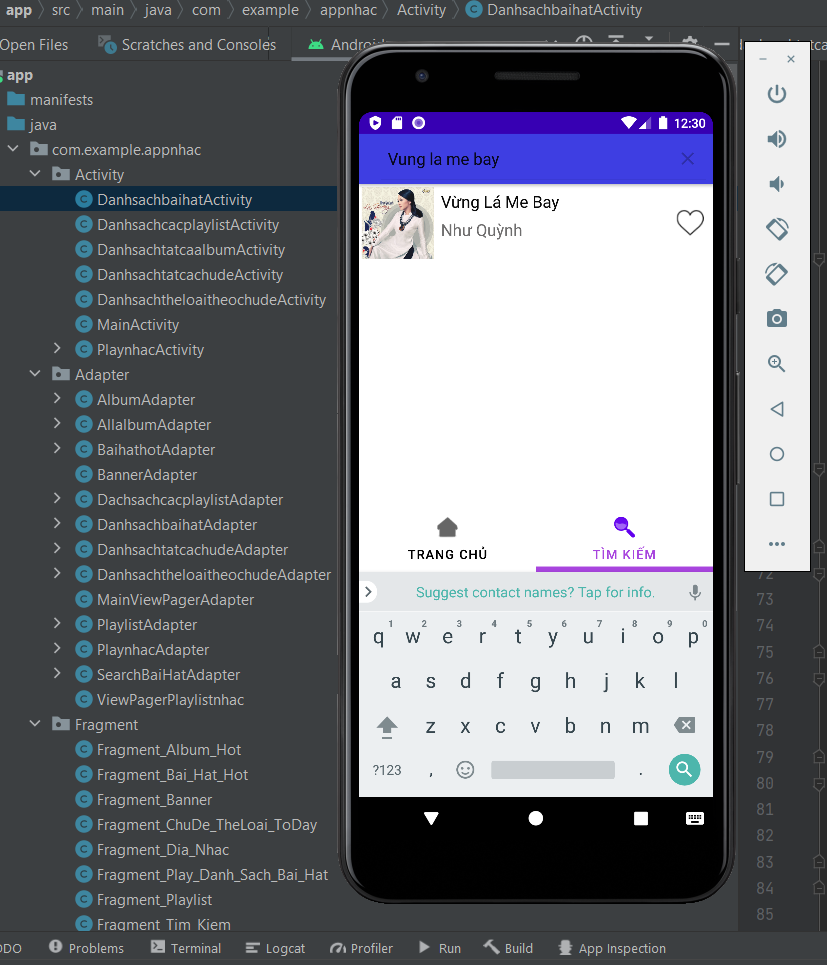 app > src > main > java > com > example > appnhac > Activity > DanhsachbaihatActivity
Open Files
Scratches and Consoles
app
manifests
java
com.example.appnhac
Activity
DanhsachbaihatActivity
DanhsachcacplaylistActivity
DanhsachtatcaalbumActivity
DanhsachtatcachudeActivity
DanhsachtheloaitheochudeActivity
MainActivity
PlaynhacActivity
Adapter
AlbumAdapter
AllalbumAdapter
BaihathotAdapter
BannerAdapter
DachsachcacplaylistAdapter
DanhsachbaihatAdapter
DanhsachtatcachudeAdapter
DanhsachtheloaitheochudeAdapter
MainViewPagerAdapter
PlaylistAdapter
PlaynhacAdapter
SearchBaiHatAdapter
ViewPagerPlaylistnhac
Fragment
Fragment_Album_Hot
Fragment_Bai_Hat_Hot
Fragment_Banner
Fragment_ChuDe_TheLoai_ToDay
Fragment_Dia_Nhac
Fragment_Play_Danh_Sach_Bai_Hat
Fragment_Playlist
Fragment_Tim_Kiem
12:30
Vung la me bay
Vừng Lá Me Bay
Như Quỳnh
TRANG CHỦ
TÌM KIẾM
Suggest contact names? Tap for info.
q 1 w 2 e 3 r 4 t 5 y 6 u 7 i 8 o 9 p 0
a s d f g h j k l
z x c v b n m
?123 , .
72
73
74
75
76
77
78
79
80
81
82
83
84
85
Problems
Terminal
Logcat
Profiler
Run
Build
App Inspection